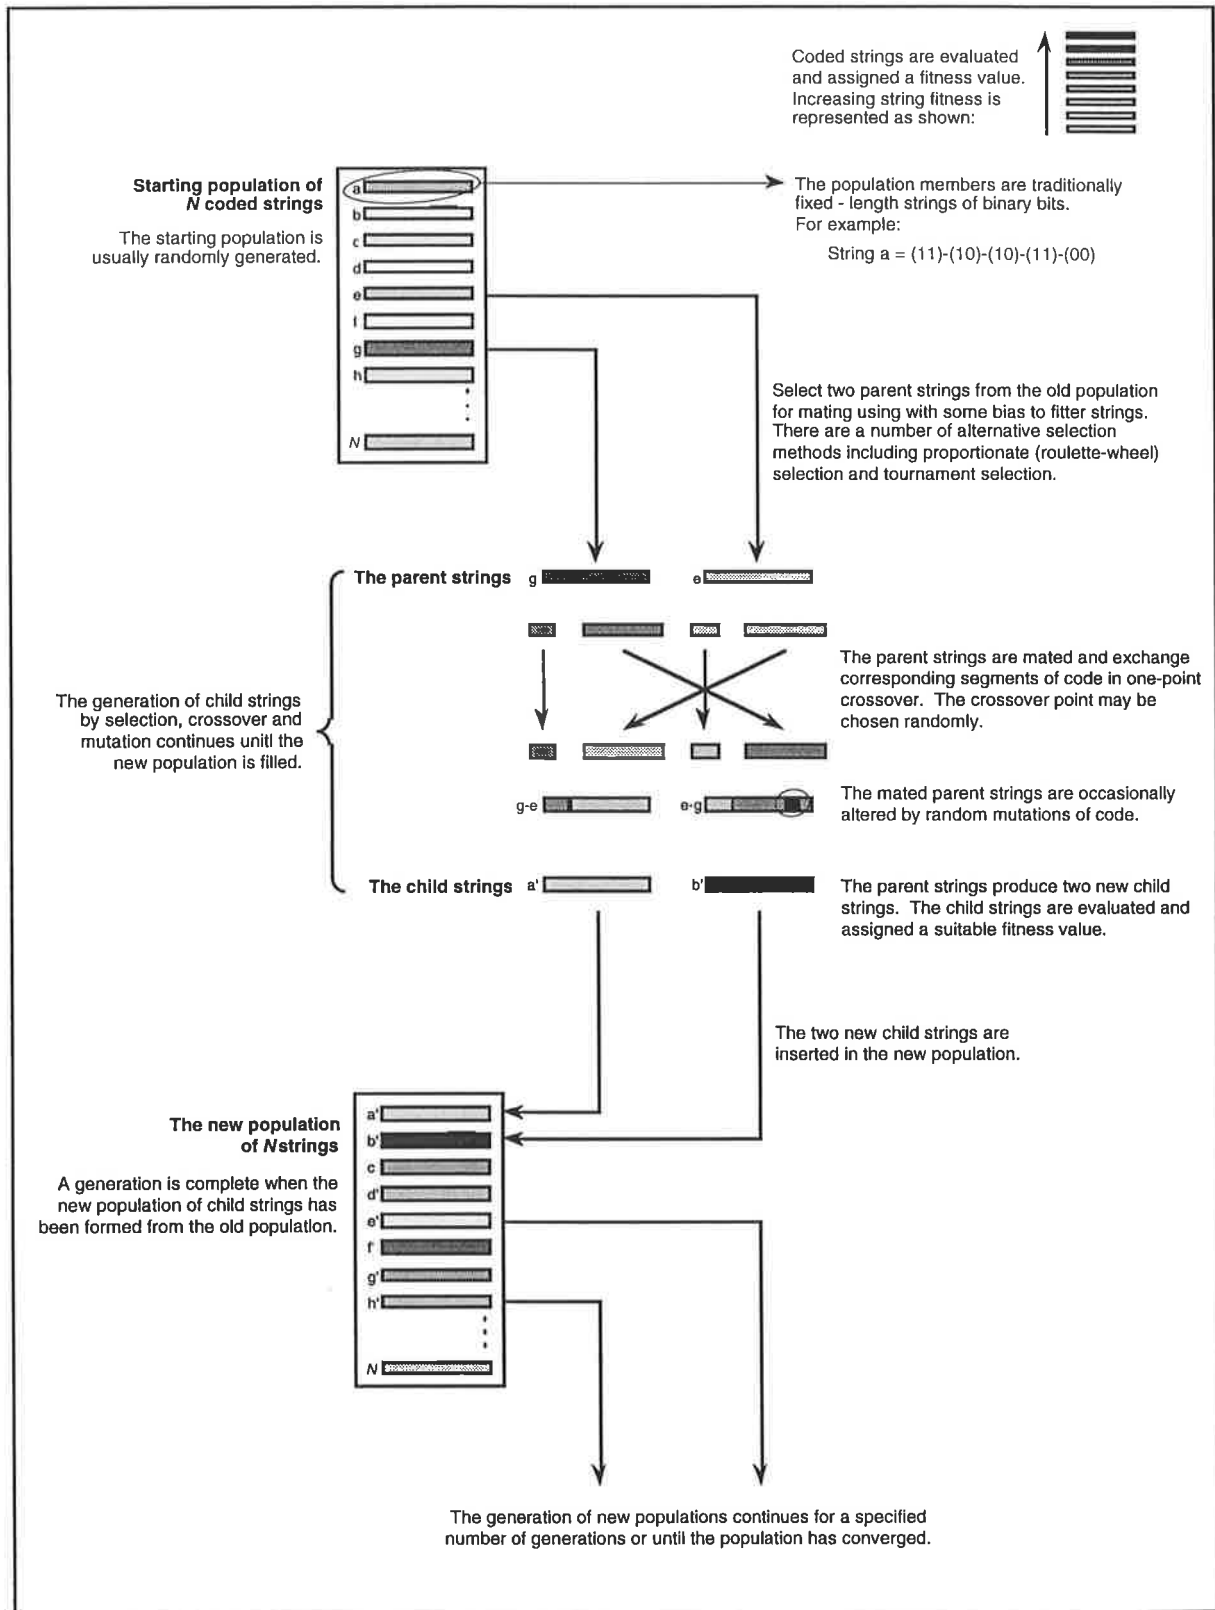 Coded strings are evaluated
and assigned a fitness value.
Increasing string fitness is
represented as shown:
Starting population of
N coded strings
The starting population is
usually randomly generated.
a
b
c
d
e
f
g
h
N
The population members are traditionally
fixed - length strings of binary bits.
For example:
String a = (11)-(10)-(10)-(11)-(00)
Select two parent strings from the old population
for mating using with some bias to fitter strings.
There are a number of alternative selection
methods including proportionate (roulette-wheel)
selection and tournament selection.
The parent strings
g
e
The generation of child strings
by selection, crossover and
mutation continues unitl the
new population is filled.
The parent strings are mated and exchange
corresponding segments of code in one-point
crossover. The crossover point may be
chosen randomly.
g-e
e-g
The mated parent strings are occasionally
altered by random mutations of code.
The child strings
a'
b'
The parent strings produce two new child
strings. The child strings are evaluated and
assigned a suitable fitness value.
The two new child strings are
inserted in the new population.
The new population
of Nstrings
A generation is complete when the
new population of child strings has
been formed from the old population.
a'
b'
c
d'
e'
f'
g'
h'
N
The generation of new populations continues for a specified
number of generations or until the population has converged.